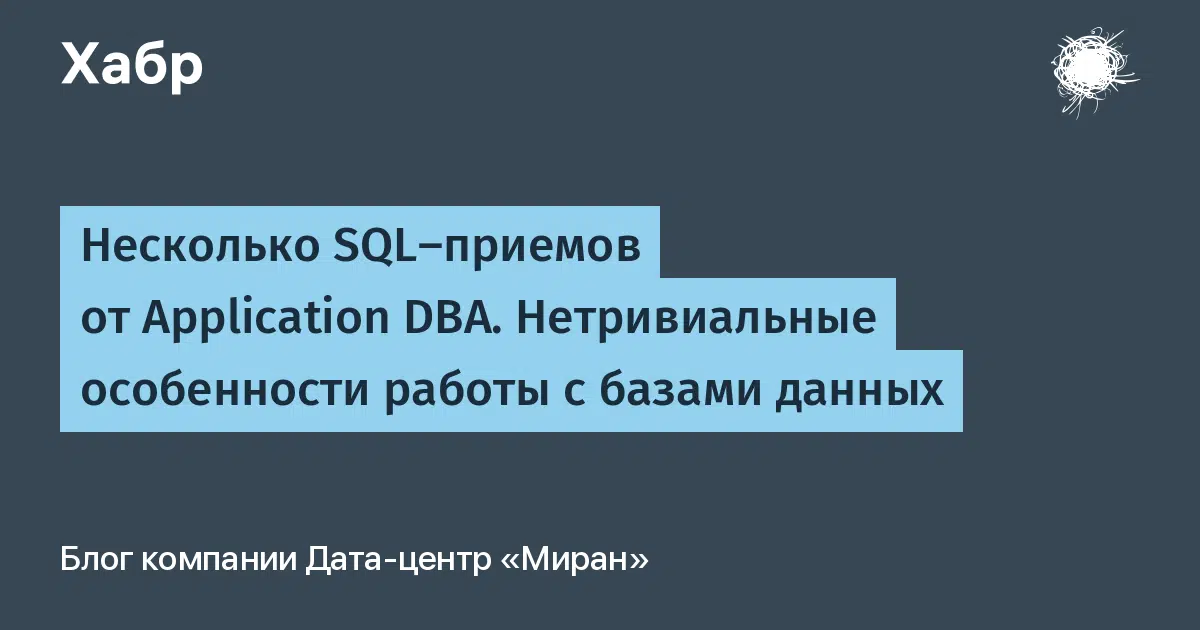 Хабр
Несколько SQL–приемов
от Application DBA. Нетривиальные
особенности работы с базами данных
Блог компании Дата-центр «Миран»